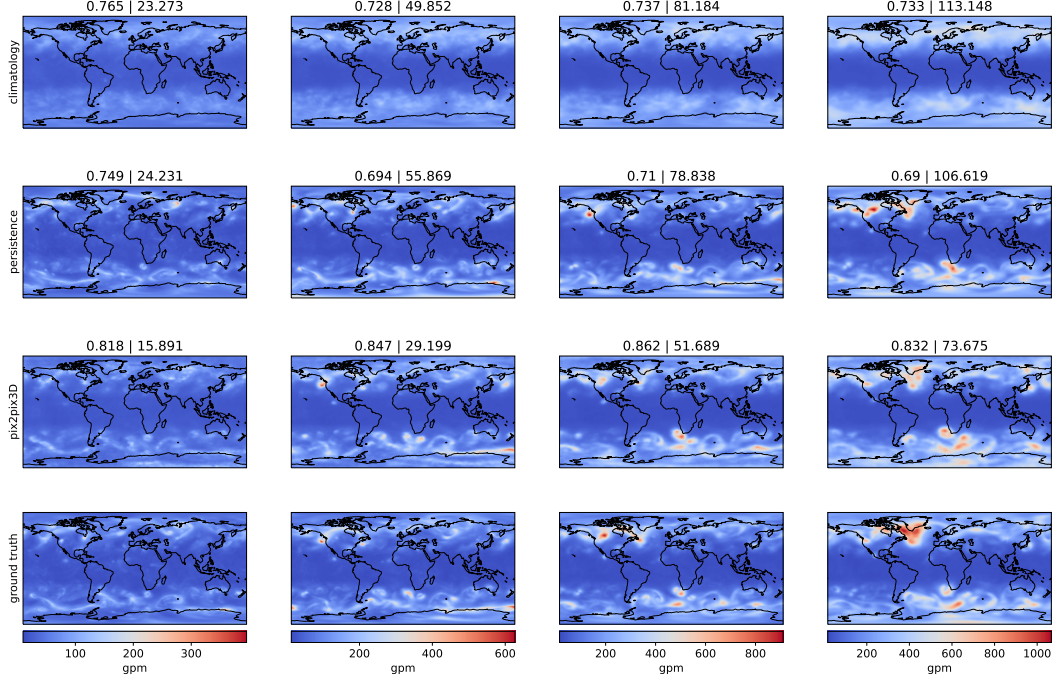 0.765 | 23.273
0.728 | 49.852
0.737 | 81.184
0.733 | 113.148
climatology
0.749 | 24.231
0.694 | 55.869
0.71 | 78.838
0.69 | 106.619
persistence
0.818 | 15.891
0.847 | 29.199
0.862 | 51.689
0.832 | 73.675
pix2pix3D
ground truth
100 200 300
200 400 600
200 400 600 800
200 400 600 800 1000
gpm
gpm
gpm
gpm